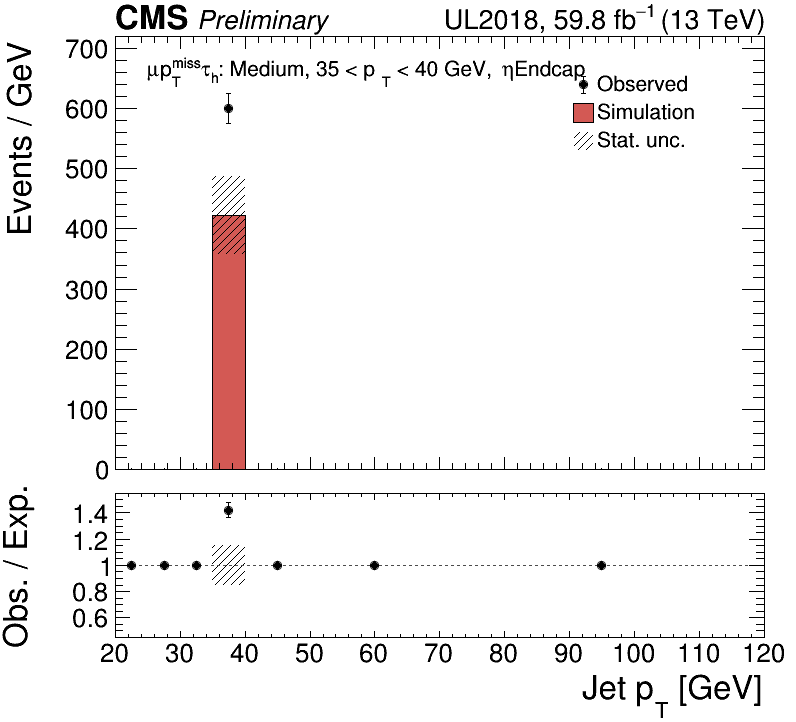 CMS Preliminary UL2018, 59.8 fb⁻¹ (13 TeV)
Events / GeV
700
600
500
400
300
200
100
0
μp_T^miss τ_h: Medium, 35 < p_T < 40 GeV, ηEndcap
Observed
Simulation
Stat. unc.
Obs. / Exp.
1.4
1.2
1
0.8
0.6
20 30 40 50 60 70 80 90 100 110 120
Jet p_T [GeV]